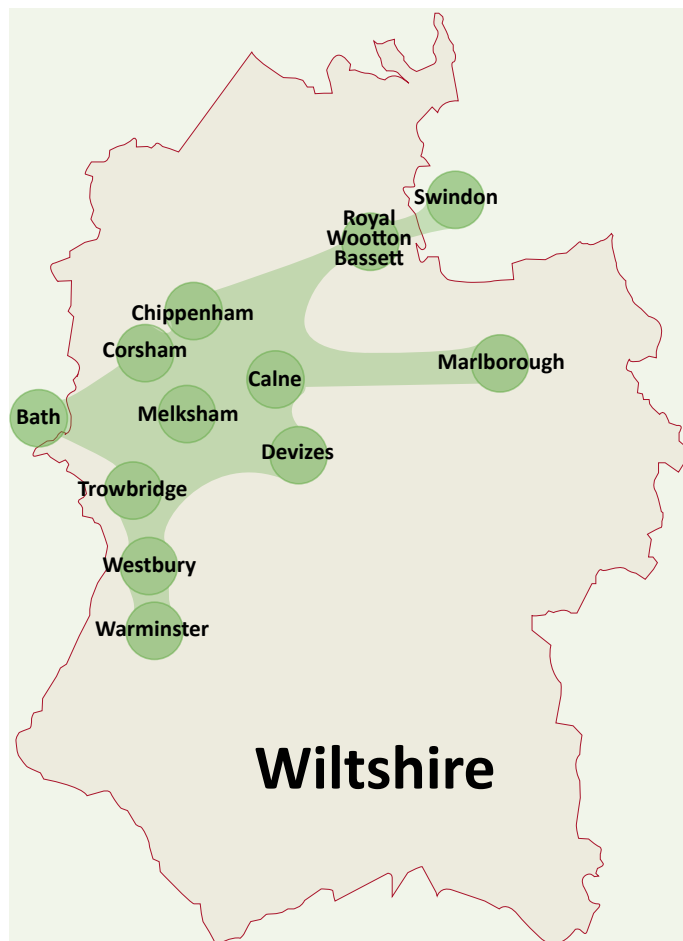 Swindon
Royal
Wootton
Bassett
Chippenham
Corsham
Marlborough
Calne
Bath
Melksham
Devizes
Trowbridge
Westbury
Warminster
Wiltshire